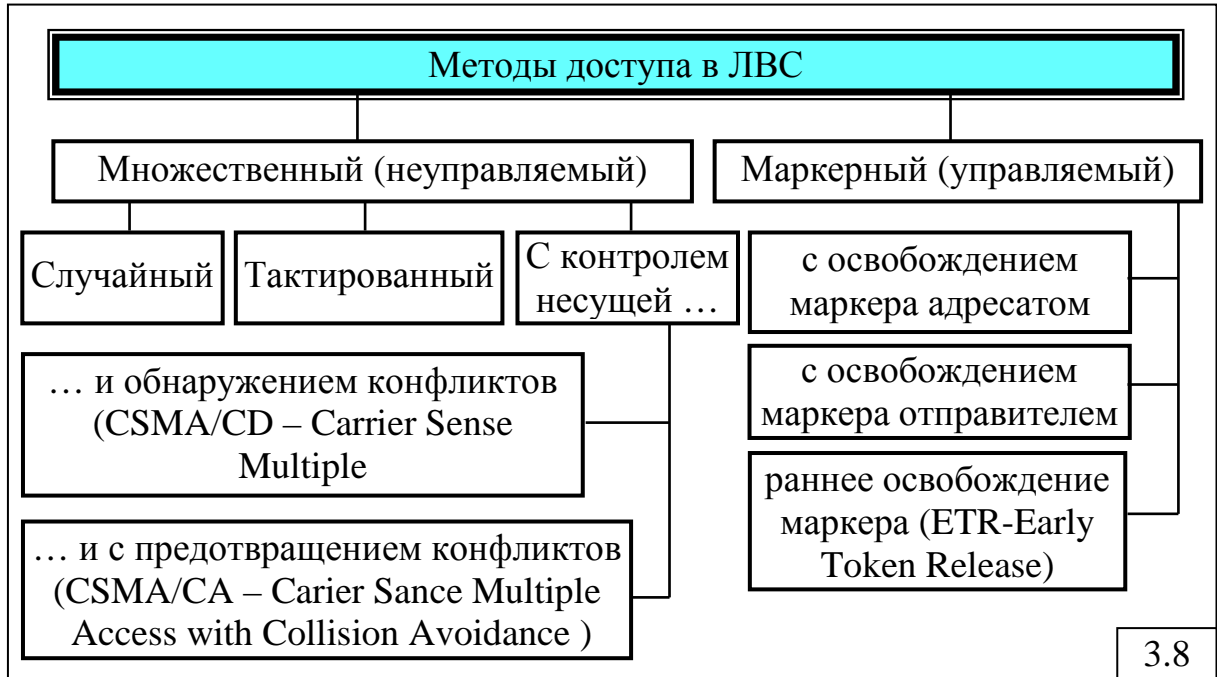 Методы доступа в ЛВС
Множественный (неуправляемый)
Маркерный (управляемый)
Случайный
Тактированный
С контролем
несущей …
… и обнаружением конфликтов
(CSMA/CD – Carrier Sense
Multiple
… и с предотвращением конфликтов
(CSMA/CA – Carier Sance Multiple
Access with Collision Avoidance )
с освобождением
маркера адресатом
с освобождением
маркера отправителем
раннее освобождение
маркера (ETR-Early
Token Release)
3.8